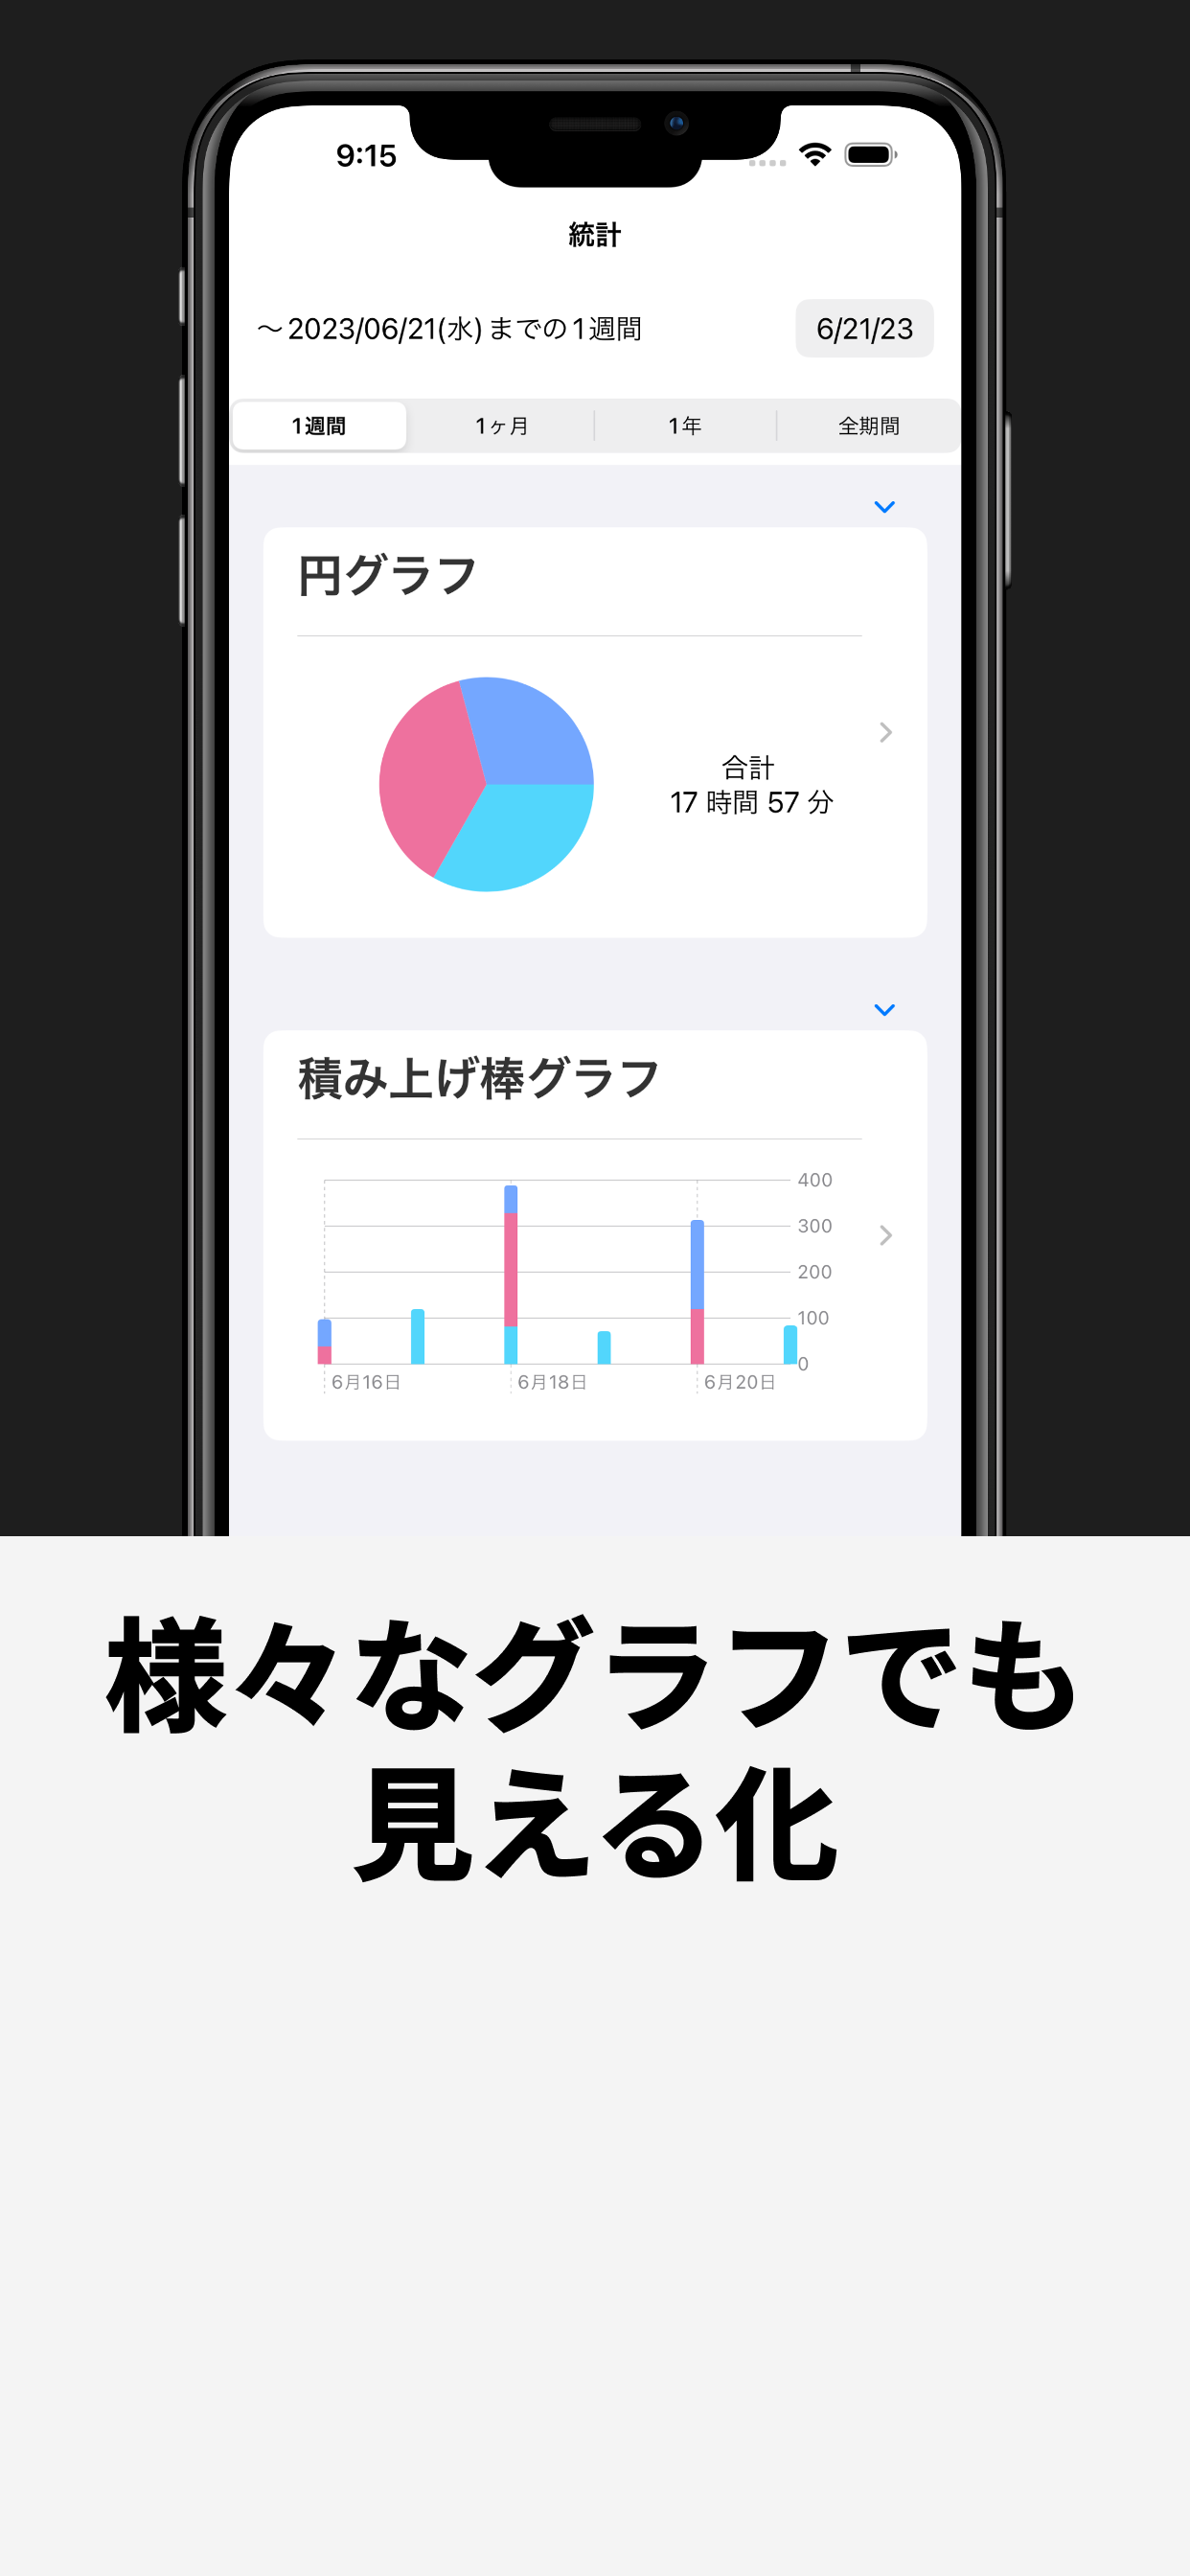 9:15
統計
～2023/06/21(水)までの1週間
6/21/23
1週間 1ヶ月 1年 全期間
円グラフ
合計
17 時間 57 分
積み上げ棒グラフ
400
300
200
100
0
6月16日 6月18日 6月20日
様々なグラフでも
見える化